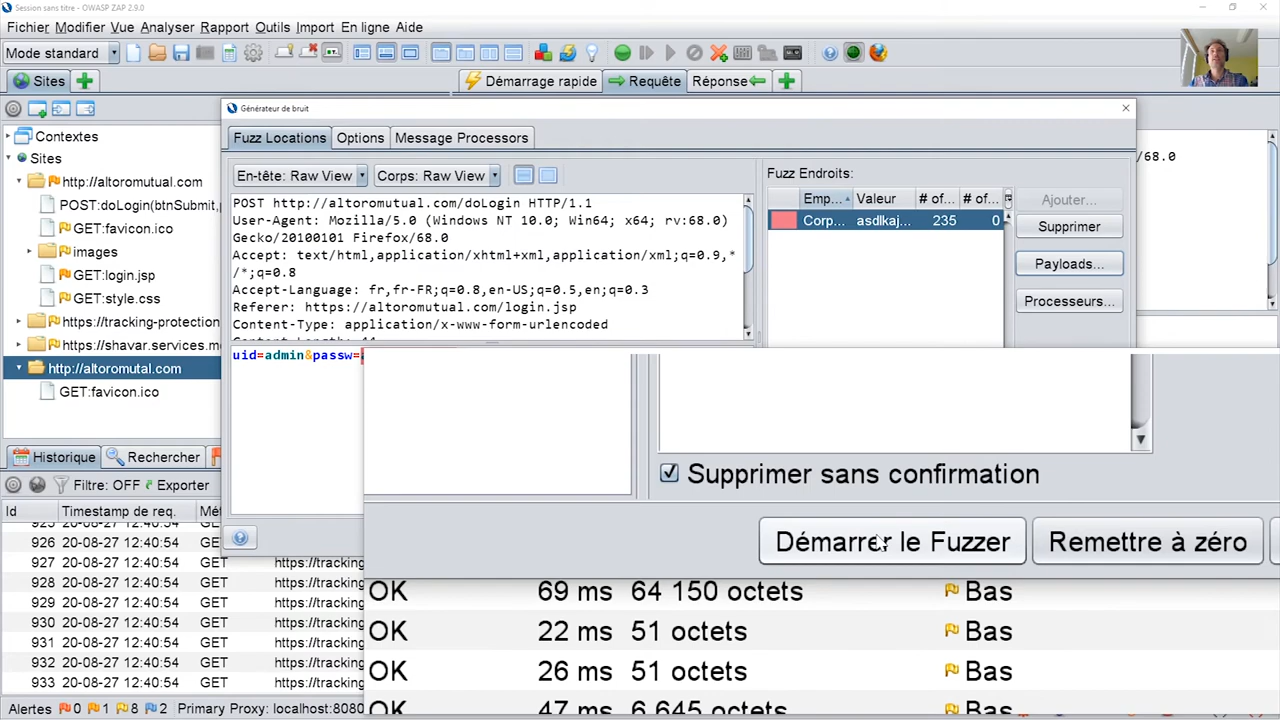 Session sans titre - OWASP ZAP 2.9.0
Fichier Modifier Vue Analyser Rapport Outils Import En ligne Aide
Mode standard
Sites
Démarrage rapide Requête Réponse
Générateur de bruit
Contextes
Sites
http://altoromutual.com
POST:doLogin(btnSubmit,
GET:favicon.ico
images
GET:login.jsp
GET:style.css
https://tracking-protection
https://shavar.services.m
http://altoromutal.com
GET:favicon.ico
Fuzz Locations Options Message Processors
En-tête: Raw View Corps: Raw View
POST http://altoromutual.com/doLogin HTTP/1.1
User-Agent: Mozilla/5.0 (Windows NT 10.0; Win64; x64; rv:68.0)
Gecko/20100101 Firefox/68.0
Accept: text/html,application/xhtml+xml,application/xml;q=0.9,*
/*;q=0.8
Accept-Language: fr,fr-FR;q=0.8,en-US;q=0.5,en;q=0.3
Referer: https://altoromutual.com/login.jsp
Content-Type: application/x-www-form-urlencoded
uid=admin&passw=
Fuzz Endroits:
Emp... Valeur # of... # of...
Corp... asdlkaj... 235 0
Ajouter...
Supprimer
Payloads...
Processeurs...
/68.0
Supprimer sans confirmation
Démarrer le Fuzzer Remettre à zéro
Historique Rechercher
Filtre: OFF Exporter
Id Timestamp de req. Mét
925 20-08-27 12:40:54 GET
926 20-08-27 12:40:54 GET https://tracking
927 20-08-27 12:40:54 GET https://tracking
928 20-08-27 12:40:54 GET https://tracking
929 20-08-27 12:40:54 GET https://tracking
930 20-08-27 12:40:54 GET https://tracking
931 20-08-27 12:40:54 GET https://tracking
932 20-08-27 12:40:54 GET https://tracking
933 20-08-27 12:40:54 GET https://tracking
OK 69 ms 64 150 octets Bas
OK 22 ms 51 octets Bas
OK 26 ms 51 octets Bas
OK 47 ms 6 645 octets Bas
Alertes 0 1 8 2 Primary Proxy: localhost:8080